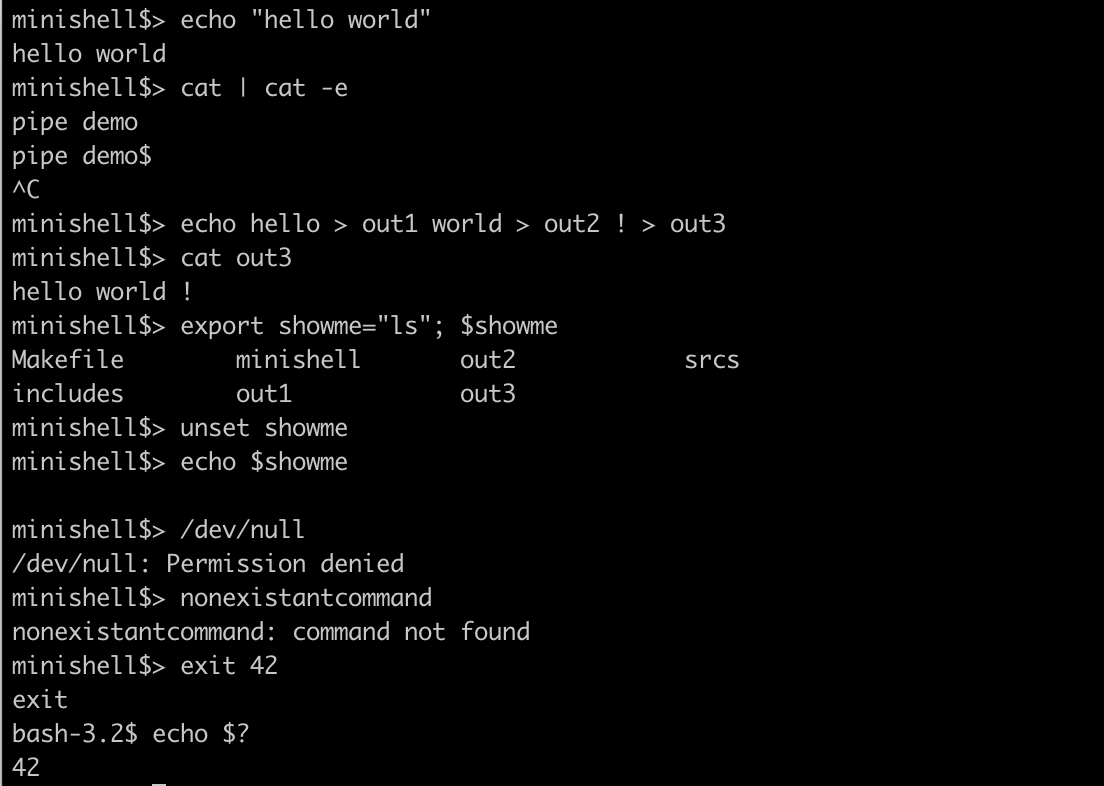 minishell$> echo "hello world"
hello world
minishell$> cat | cat -e
pipe demo
pipe demo$
^C
minishell$> echo hello > out1 world > out2 ! > out3
minishell$> cat out3
hello world !
minishell$> export showme="ls"; $showme
Makefile        minishell       out2            srcs
includes        out1            out3
minishell$> unset showme
minishell$> echo $showme

minishell$> /dev/null
/dev/null: Permission denied
minishell$> nonexistantcommand
nonexistantcommand: command not found
minishell$> exit 42
exit
bash-3.2$ echo $?
42